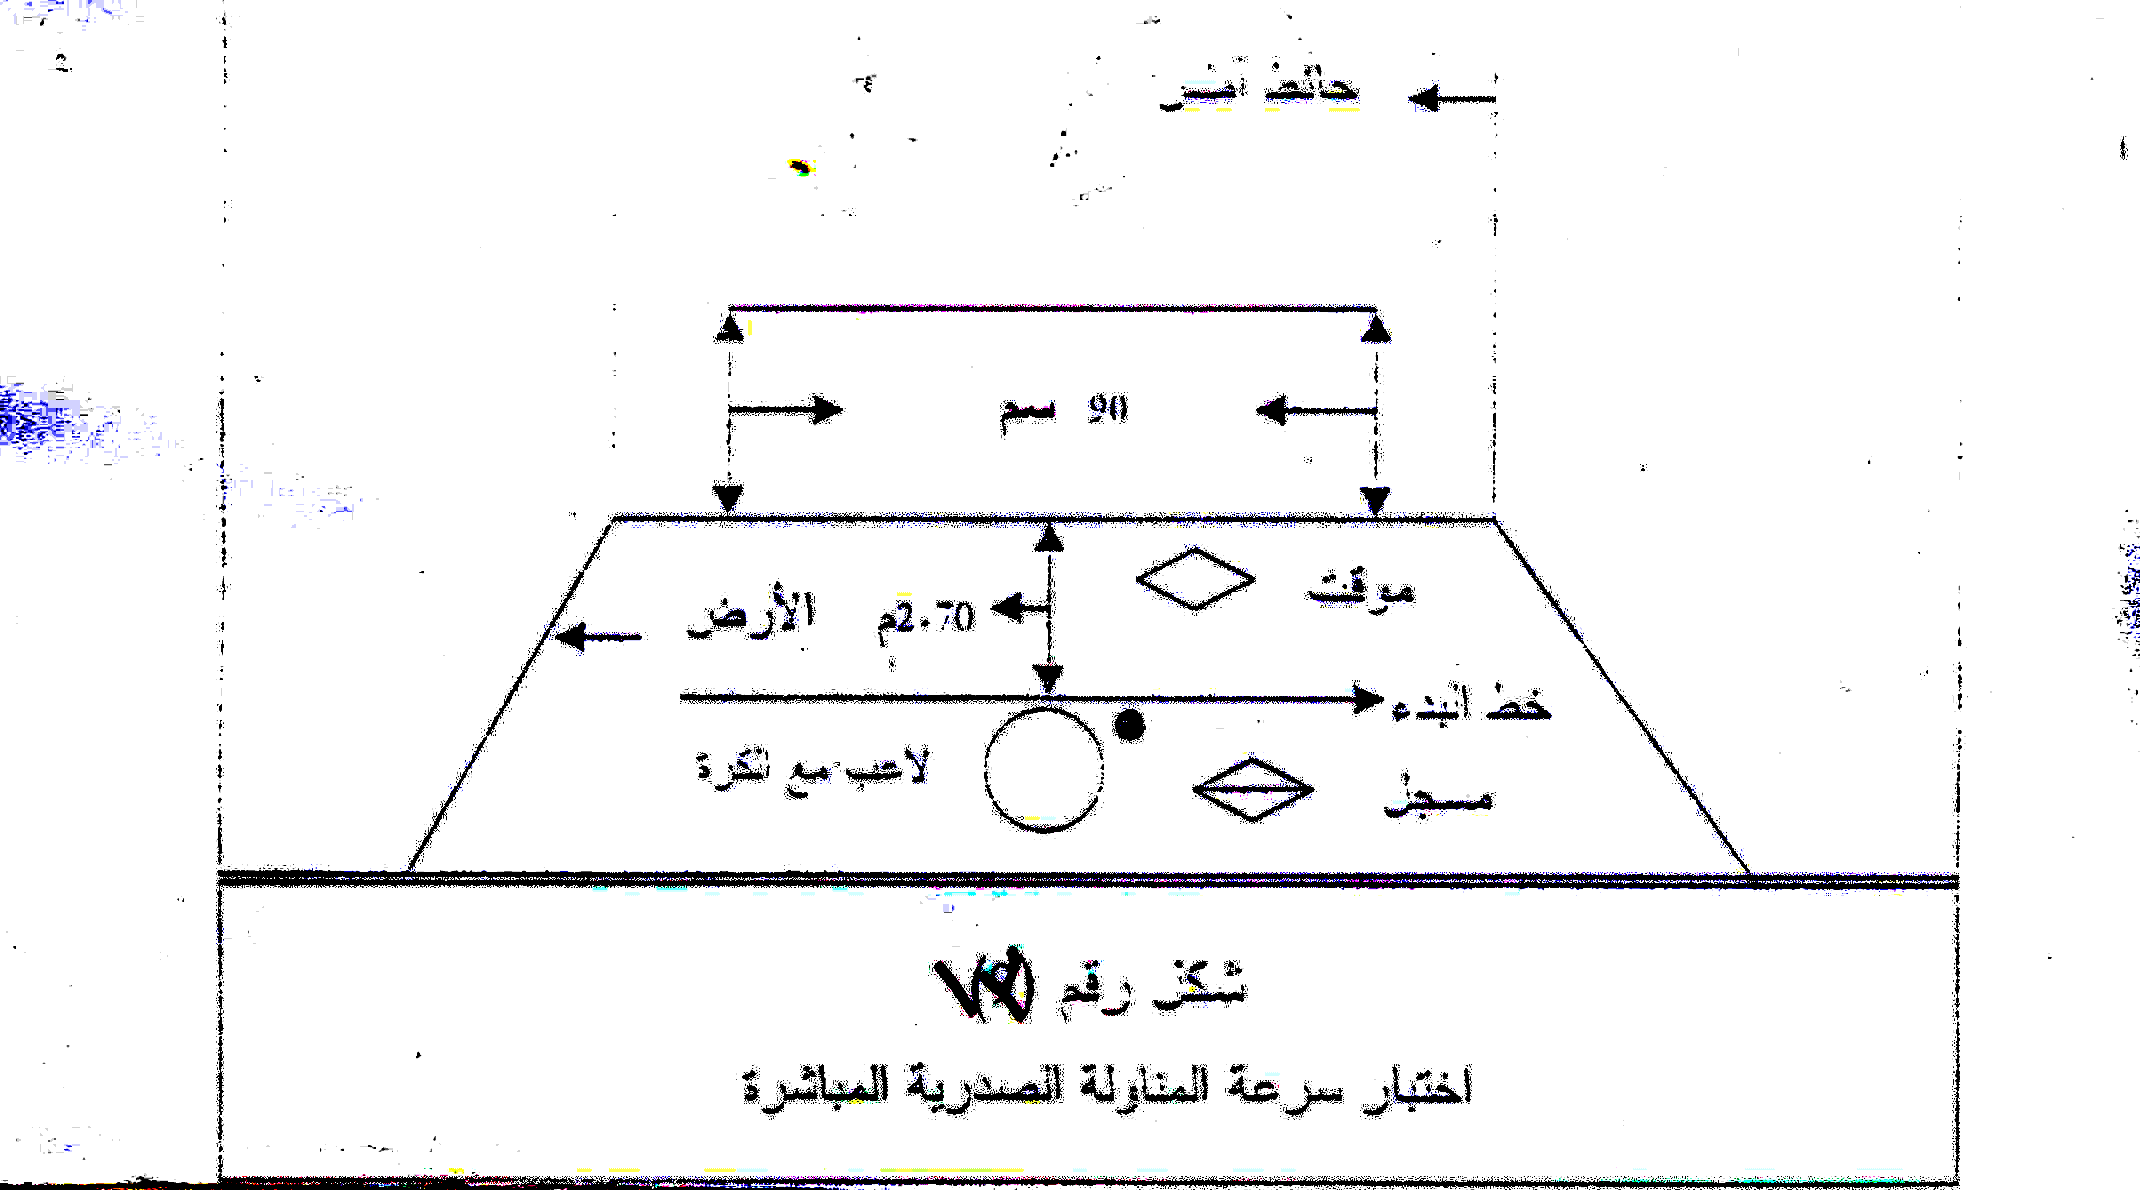 حائط أملس
90 سم
موقت
2.70م
الأرض
خط البدء
لاعب مع الكرة
مسجل
شكل رقم
اختبار سرعة المناولة الصدرية المباشرة